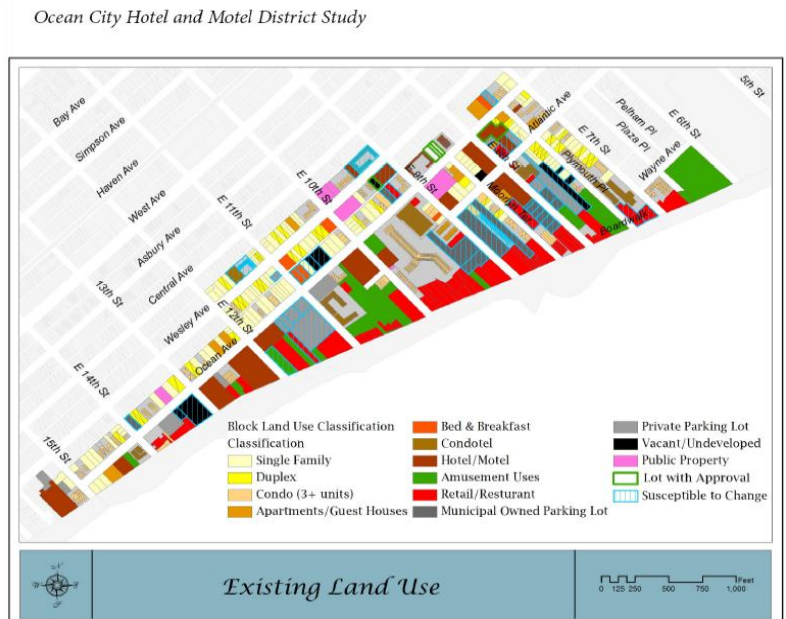 Ocean City Hotel and Motel District Study
5th St
Bay Ave
Simpson Ave
Haven Ave
West Ave
Asbury Ave
Central Ave
Wesley Ave
Ocean Ave
Atlantic Ave
Pelham Pl
Plaza Pl
Wayne Ave
E 6th St
E 7th St
Plymouth Pl
Boardwalk
E 9th St
E 10th St
E 11th St
E 12th St
13th St
E 14th St
15th St
Block Land Use Classification
Classification
Single Family
Duplex
Condo (3+ units)
Apartments/Guest Houses
Bed & Breakfast
Condotel
Hotel/Motel
Amusement Uses
Retail/Resturant
Municipal Owned Parking Lot
Private Parking Lot
Vacant/Undeveloped
Public Property
Lot with Approval
Susceptible to Change
N
Existing Land Use
Feet
0 125 250 500 750 1,000